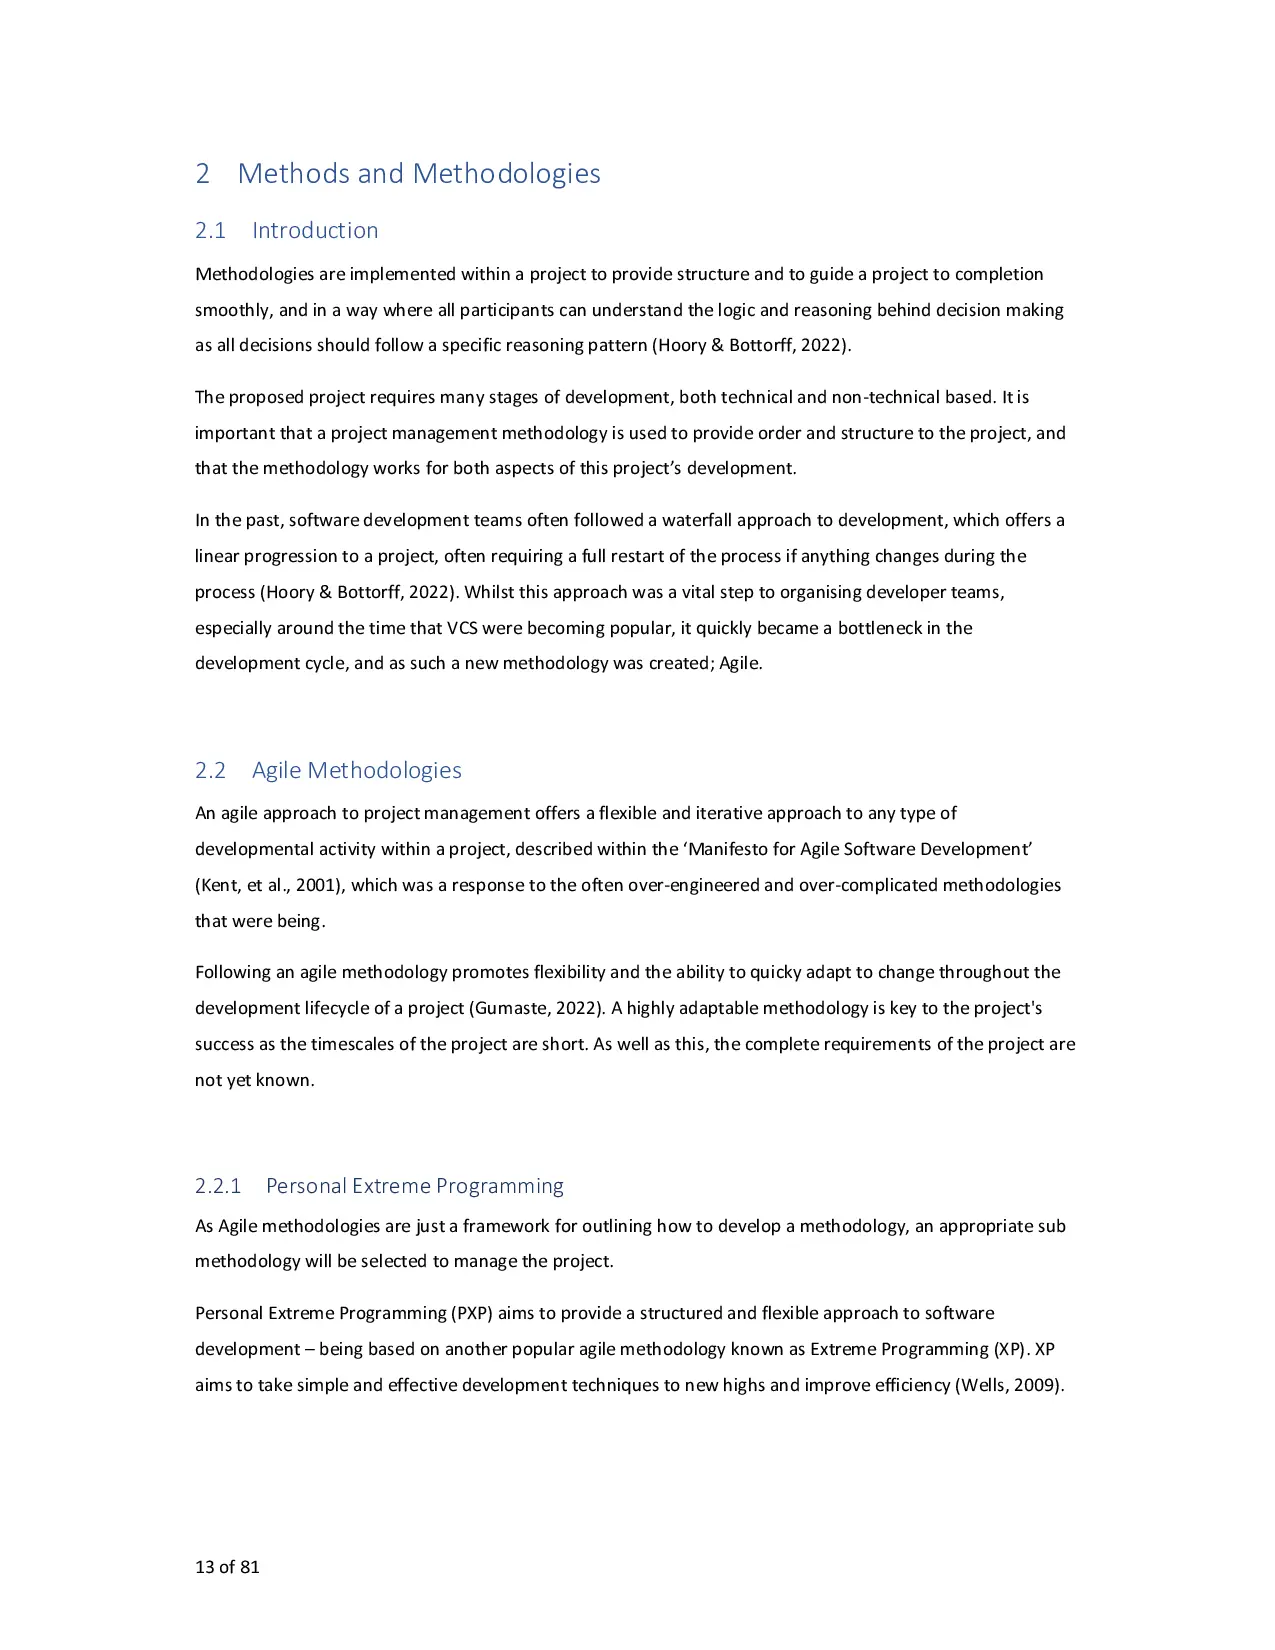 2 Methods and Methodologies
2.1 Introduction
Methodologies are implemented within a project to provide structure and to guide a project to completion
smoothly, and in a way where all participants can understand the logic and reasoning behind decision making
as all decisions should follow a specific reasoning pattern (Hoory & Bottorff, 2022).
The proposed project requires many stages of development, both technical and non-technical based. It is
important that a project management methodology is used to provide order and structure to the project, and
that the methodology works for both aspects of this project’s development.
In the past, software development teams often followed a waterfall approach to development, which offers a
linear progression to a project, often requiring a full restart of the process if anything changes during the
process (Hoory & Bottorff, 2022). Whilst this approach was a vital step to organising developer teams,
especially around the time that VCS were becoming popular, it quickly became a bottleneck in the
development cycle, and as such a new methodology was created; Agile.
2.2 Agile Methodologies
An agile approach to project management offers a flexible and iterative approach to any type of
developmental activity within a project, described within the ‘Manifesto for Agile Software Development’
(Kent, et al., 2001), which was a response to the often over-engineered and over-complicated methodologies
that were being.
Following an agile methodology promotes flexibility and the ability to quicky adapt to change throughout the
development lifecycle of a project (Gumaste, 2022). A highly adaptable methodology is key to the project's
success as the timescales of the project are short. As well as this, the complete requirements of the project are
not yet known.
2.2.1 Personal Extreme Programming
As Agile methodologies are just a framework for outlining how to develop a methodology, an appropriate sub
methodology will be selected to manage the project.
Personal Extreme Programming (PXP) aims to provide a structured and flexible approach to software
development – being based on another popular agile methodology known as Extreme Programming (XP). XP
aims to take simple and effective development techniques to new highs and improve efficiency (Wells, 2009).
13 of 81